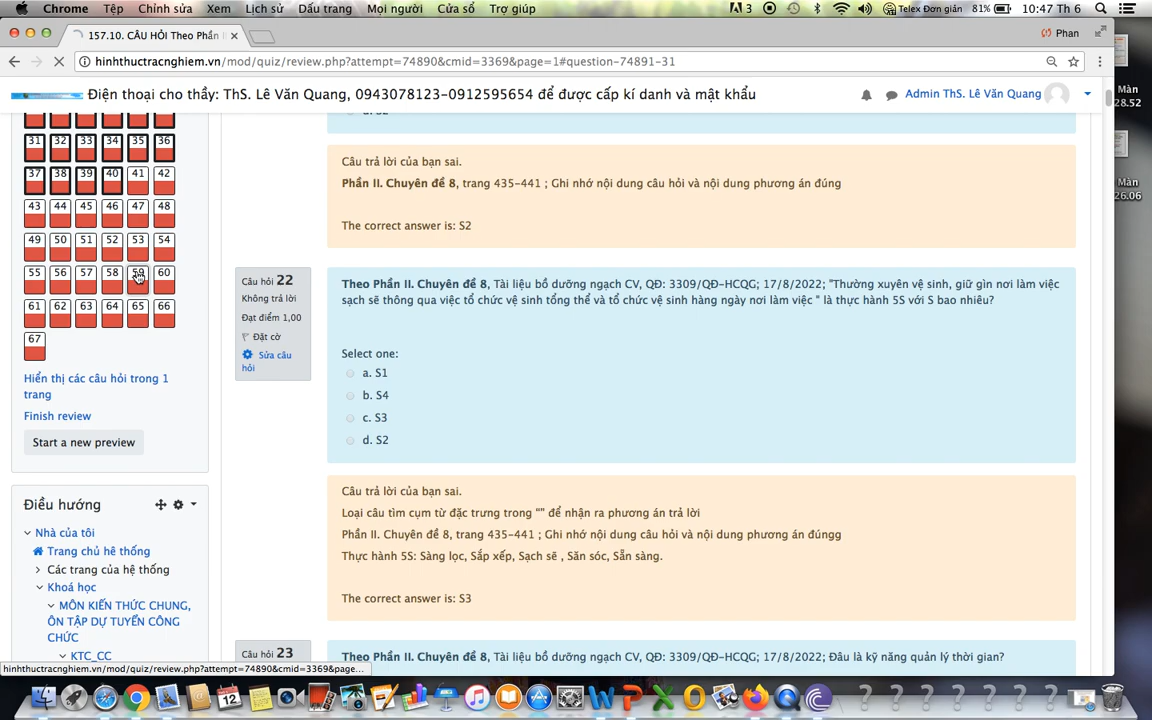 Chrome Tệp Chỉnh sửa Xem Lịch sử Dấu trang Mọi người Cửa sổ Trợ giúp 3 Telex Đơn giản 81% 10:47 Th 6
157.10. CÂU HỎI Theo Phần
Phan
hinhthuctracnghiem.vn/mod/quiz/review.php?attempt=74890&cmid=3369&page=1#question-74891-31
Điện thoại cho thầy: ThS. Lê Văn Quang, 0943078123-0912595654 để được cấp kí danh và mật khẩu
Admin ThS. Lê Văn Quang
Màn
28.52
Màn
26.06
31 32 33 34 35 36
37 38 39 40 41 42
43 44 45 46 47 48
49 50 51 52 53 54
55 56 57 58 59 60
61 62 63 64 65 66
67
Hiển thị các câu hỏi trong 1
trang
Finish review
Start a new preview
Điều hướng
Nhà của tôi
Trang chủ hệ thống
Các trang của hệ thống
Khoá học
MÔN KIẾN THỨC CHUNG,
ÔN TẬP DỰ TUYỂN CÔNG
CHỨC
KTC_CC
hinhthuctracnghiem.vn/mod/quiz/review.php?attempt=74890&cmid=3369&page...
Câu trả lời của bạn sai.
Phần II. Chuyên đề 8, trang 435-441 ; Ghi nhớ nội dung câu hỏi và nội dung phương án đúng
The correct answer is: S2
Câu hỏi 22
Không trả lời
Đạt điểm 1,00
Đặt cờ
Sửa câu
hỏi
Theo Phần II. Chuyên đề 8, Tài liệu bồ dưỡng ngạch CV, QĐ: 3309/QĐ-HCQG; 17/8/2022; "Thường xuyên vệ sinh, giữ gìn nơi làm việc
sạch sẽ thông qua việc tổ chức vệ sinh tổng thể và tổ chức vệ sinh hàng ngày nơi làm việc " là thực hành 5S với S bao nhiêu?
Select one:
a. S1
b. S4
c. S3
d. S2
Câu trả lời của bạn sai.
Loại câu tìm cụm từ đặc trưng trong “” để nhận ra phương án trả lời
Phần II. Chuyên đề 8, trang 435-441 ; Ghi nhớ nội dung câu hỏi và nội dung phương án đúngg
Thực hành 5S: Sàng lọc, Sắp xếp, Sạch sẽ , Săn sóc, Sẵn sàng.
The correct answer is: S3
Câu hỏi 23
Theo Phần II. Chuyên đề 8, Tài liệu bồ dưỡng ngạch CV, QĐ: 3309/QĐ-HCQG; 17/8/2022; Đâu là kỹ năng quản lý thời gian?